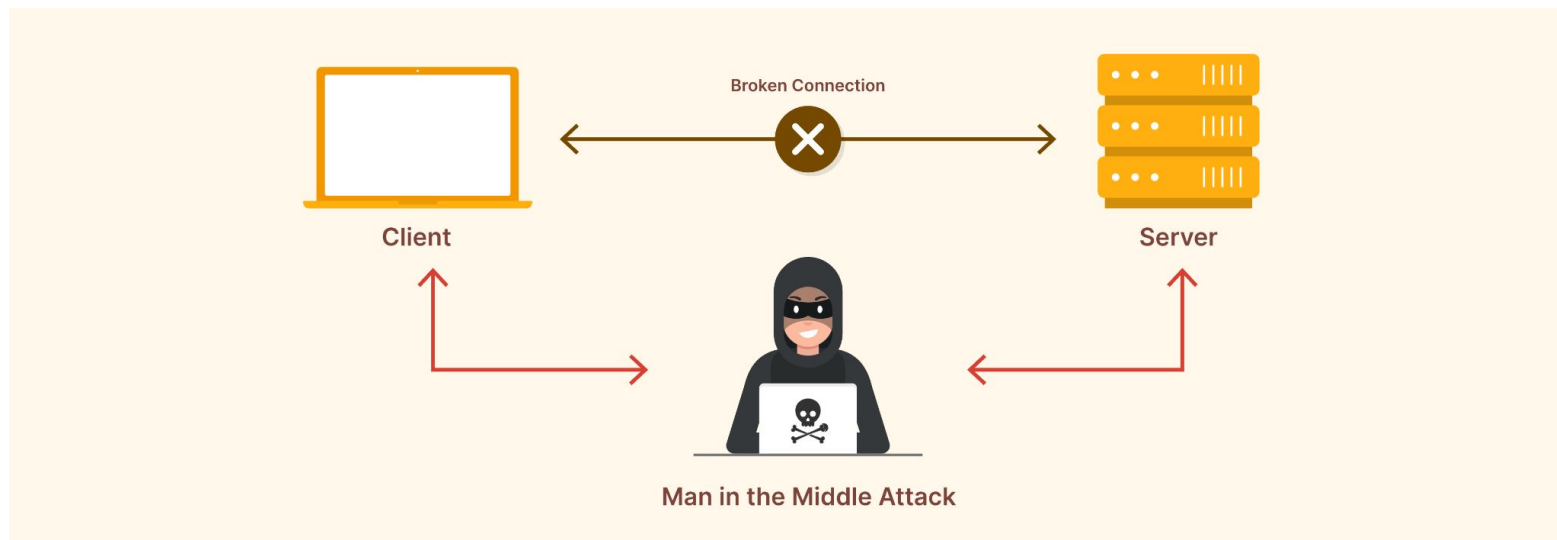 Broken Connection
Client
Server
Man in the Middle Attack